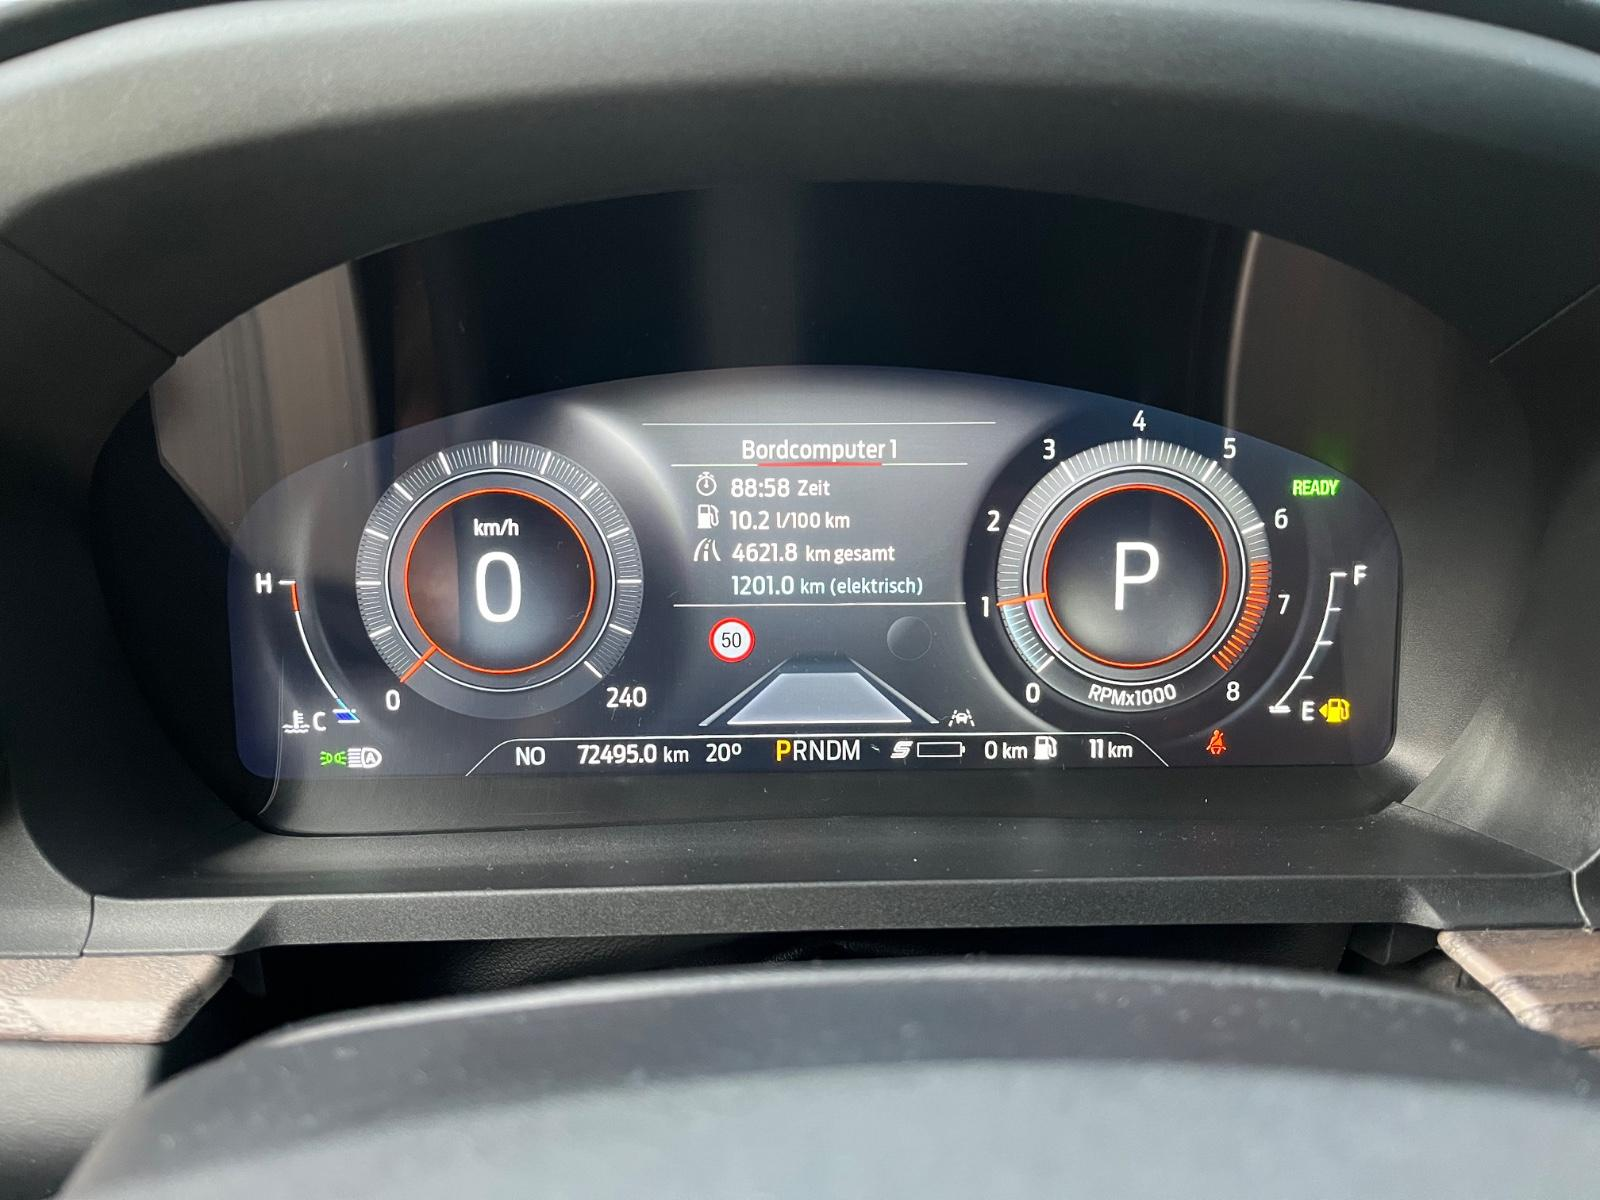 Bordcomputer 1
88:58 Zeit
10.2 l/100 km
4621.8 km gesamt
1201.0 km (elektrisch)
50
km/h
0
0
240
H
C
P
0
1
2
3
4
5
6
7
8
RPMx1000
READY
F
E
A
NO 72495.0 km 20° PRNDM S 0 km 11 km